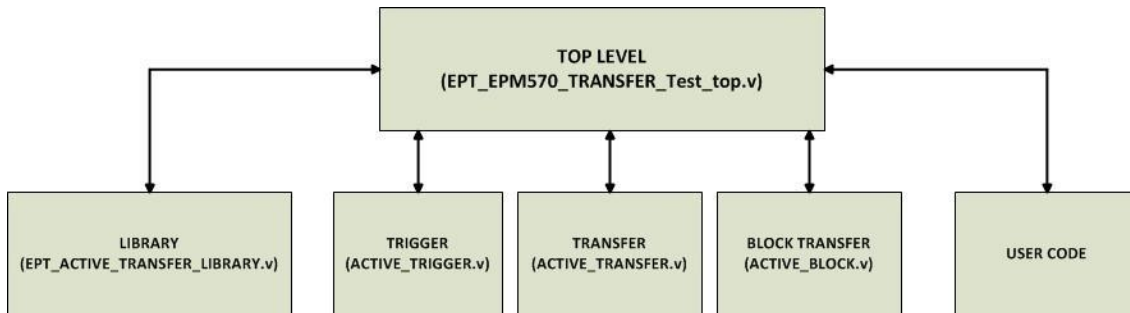 TOP LEVEL
(EPT_EPM570_TRANSFER_Test_top.v)
LIBRARY
(EPT_ACTIVE_TRANSFER_LIBRARY.v)
TRIGGER
(ACTIVE_TRIGGER.v)
TRANSFER
(ACTIVE_TRANSFER.v)
BLOCK TRANSFER
(ACTIVE_BLOCK.v)
USER CODE